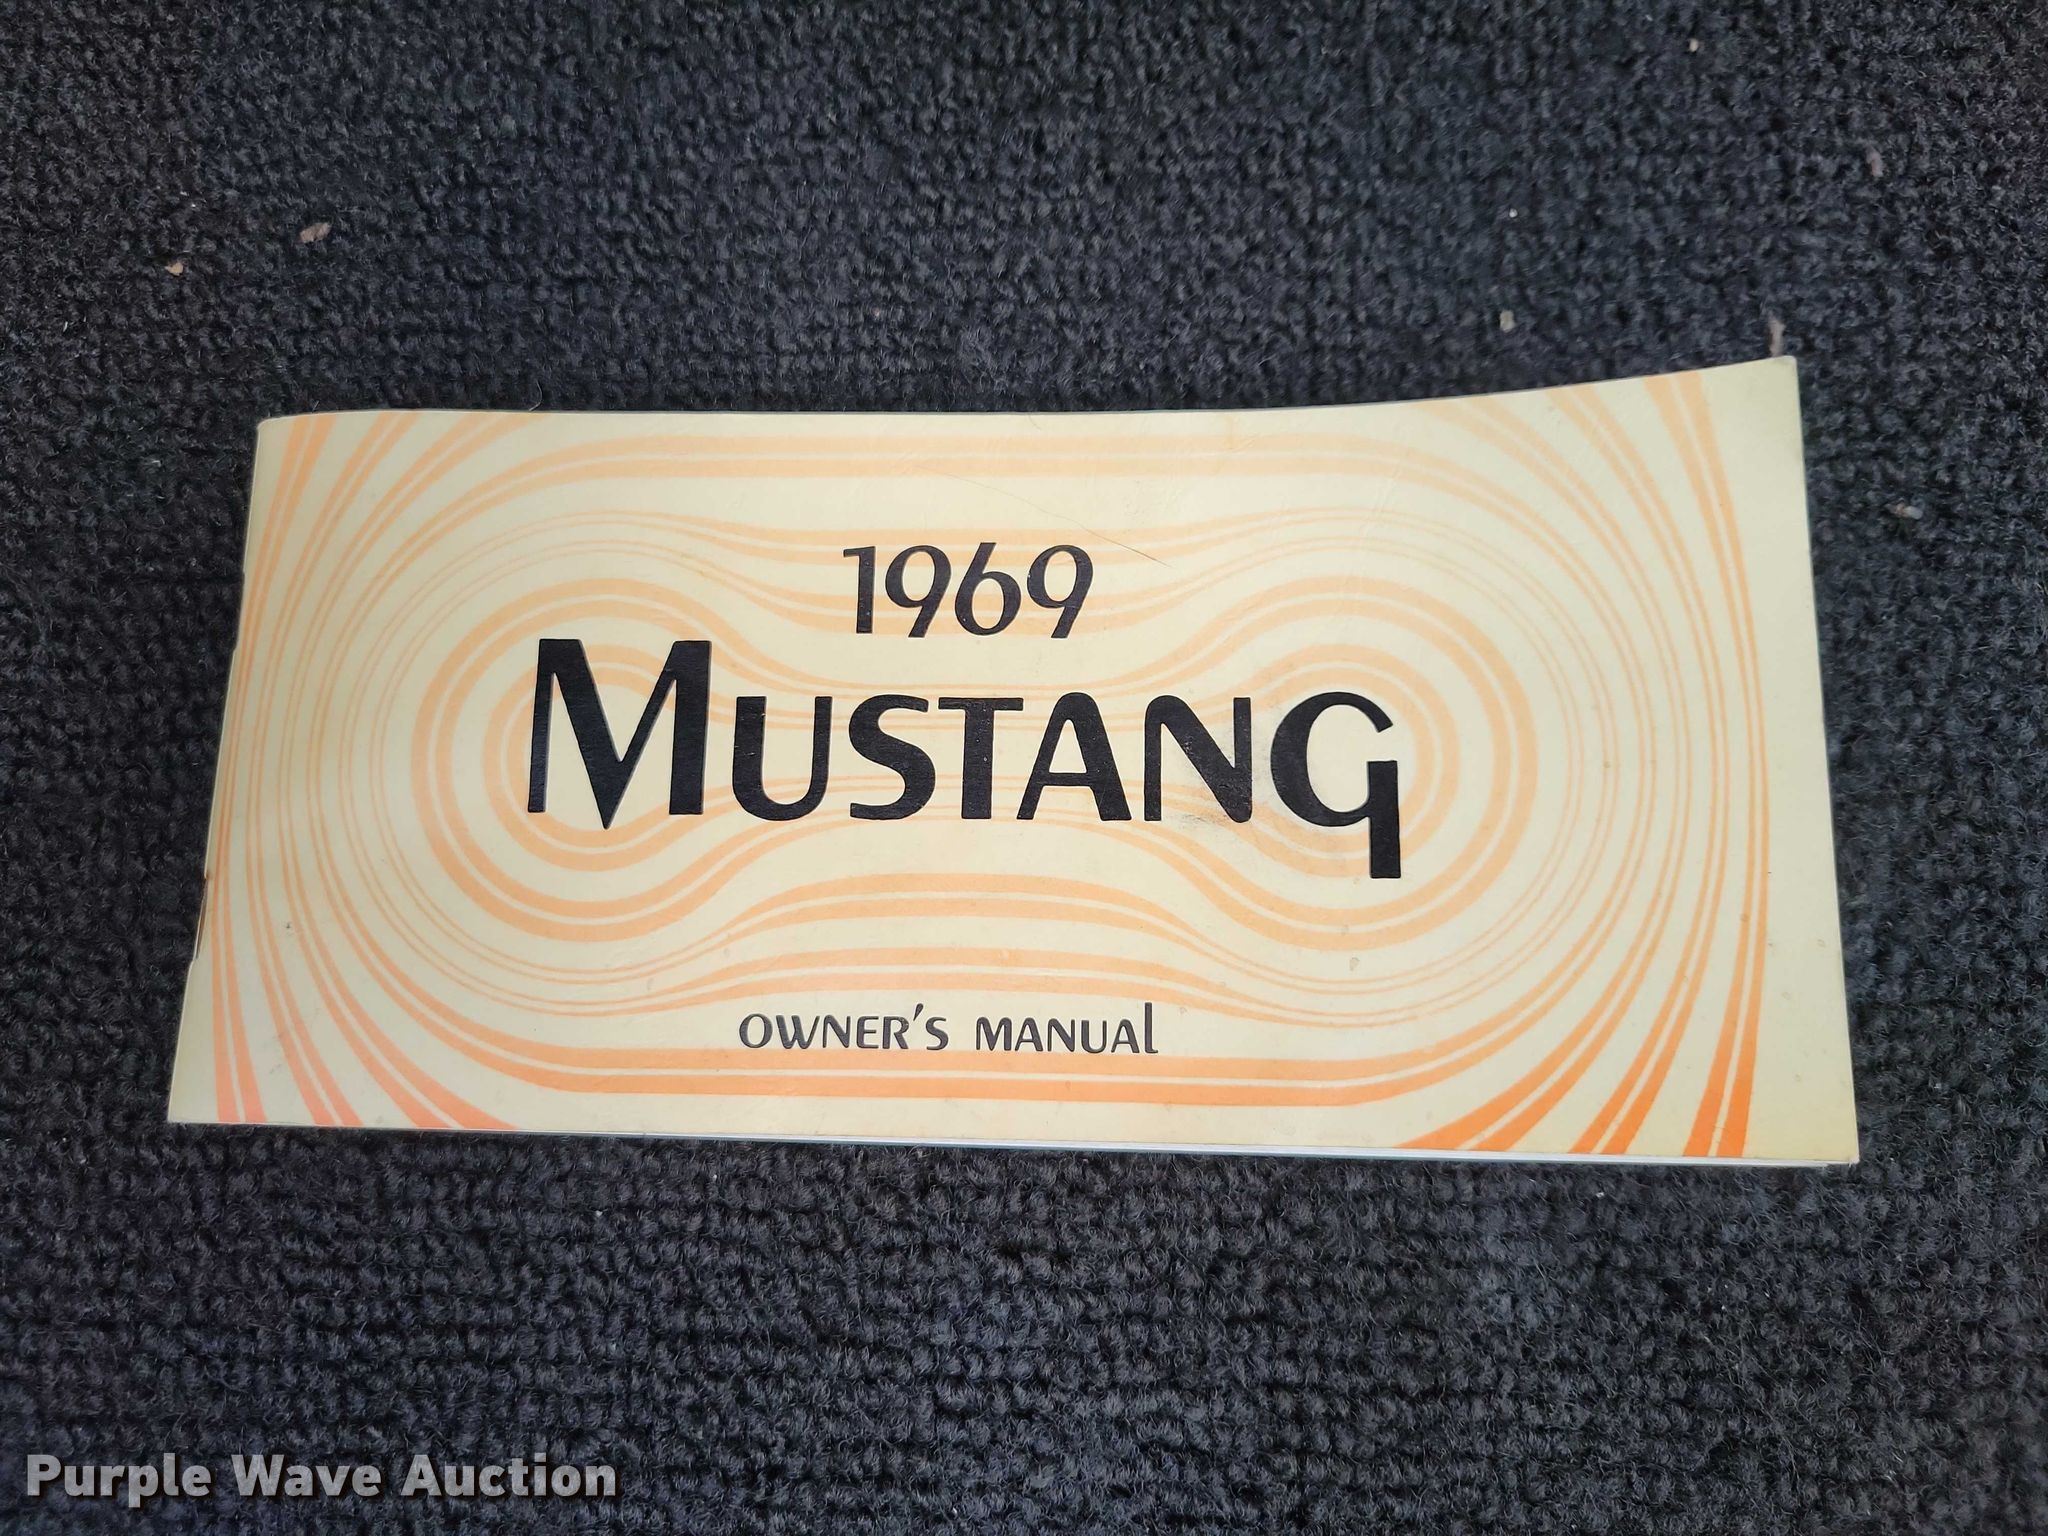 1969
MUSTANG
OWNER'S MANUAL
Purple Wave Auction